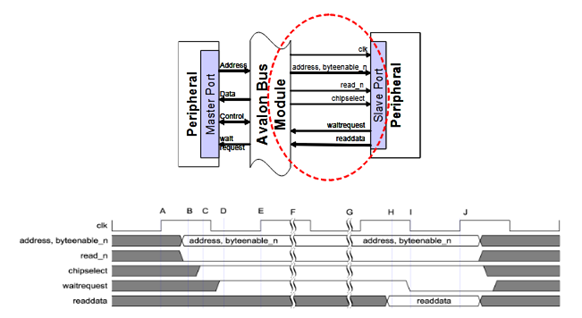 Peripheral
Master Port
Address
Data
Control
wait
request
Avalon Bus
Module
clk
address, byteenable_n
read_n
chipselect
waitrequest
readdata
Slave Port
Peripheral
A B C D E F G H I J
clk
address, byteenable_n address, byteenable_n address, byteenable_n
read_n
chipselect
waitrequest
readdata readdata